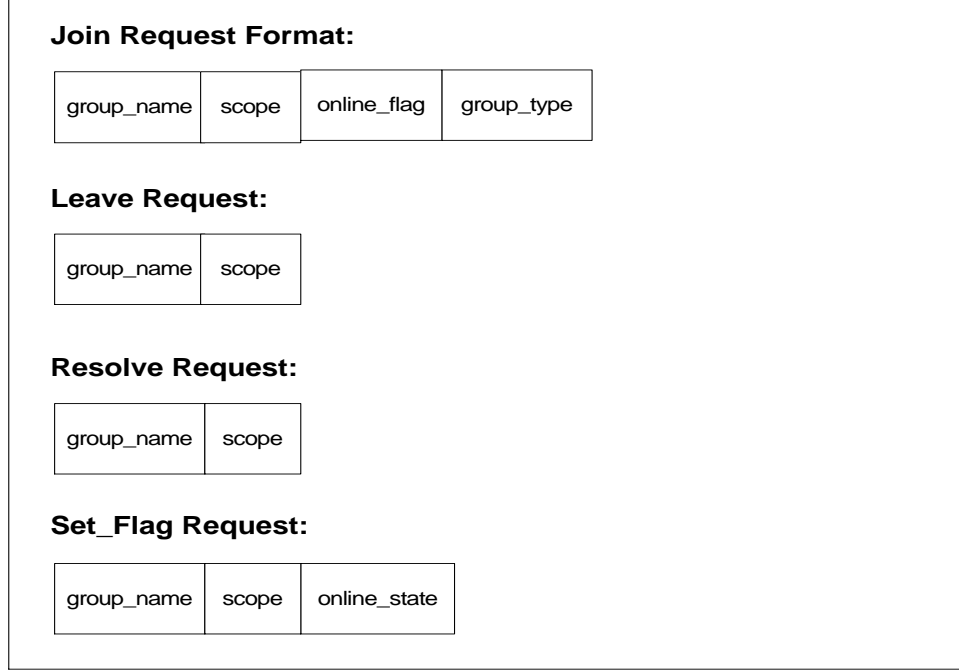 Join Request Format:
group_name scope online_flag group_type
Leave Request:
group_name scope
Resolve Request:
group_name scope
Set_Flag Request:
group_name scope online_state